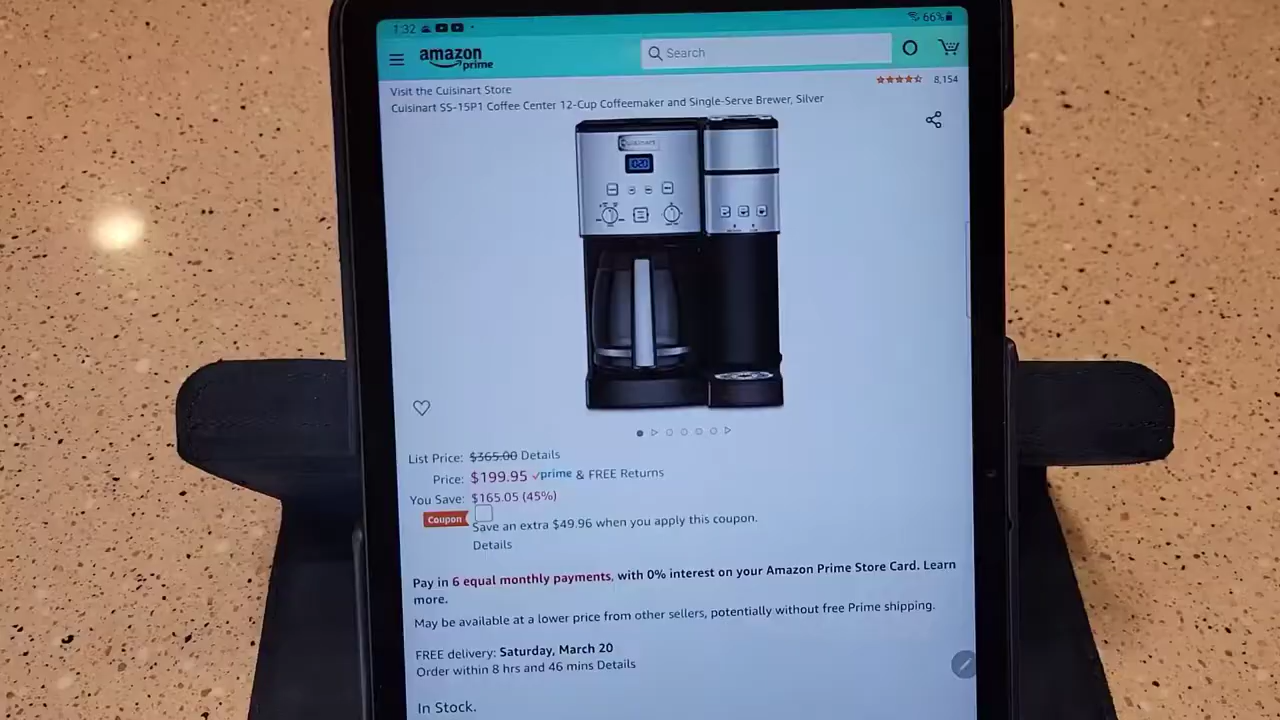 1:32
66%
amazon
prime
Search
Visit the Cuisinart Store
8,154
Cuisinart SS-15P1 Coffee Center 12-Cup Coffeemaker and Single-Serve Brewer, Silver
Cuisinart
List Price: $365.00 Details
Price: $199.95 prime & FREE Returns
You Save: $165.05 (45%)
Coupon
Save an extra $49.96 when you apply this coupon.
Details
Pay in 6 equal monthly payments, with 0% interest on your Amazon Prime Store Card. Learn
more.
May be available at a lower price from other sellers, potentially without free Prime shipping.
FREE delivery: Saturday, March 20
Order within 8 hrs and 46 mins Details
In Stock.